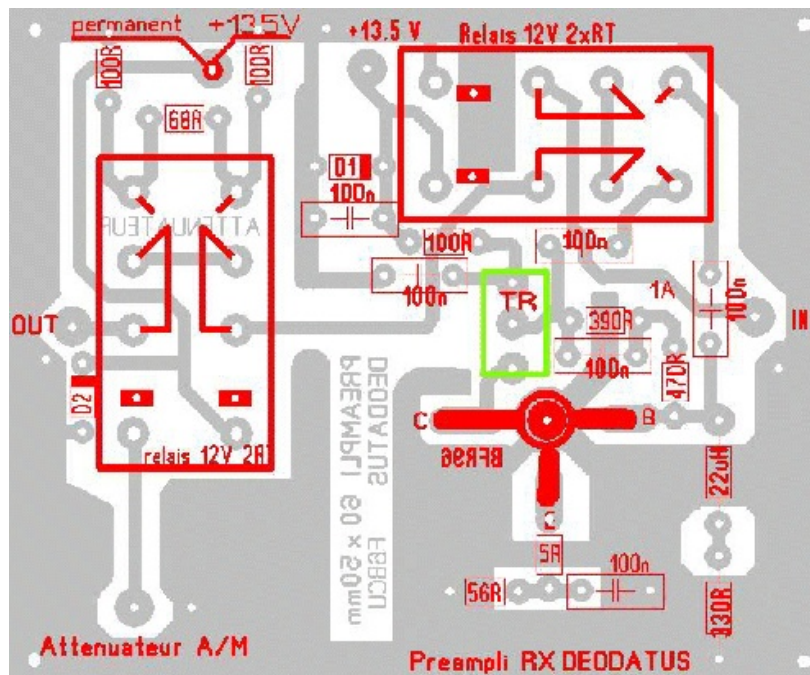 permanent +13.5V
+13.5 V
Relais 12V 2xRT
100R
100R
68R
D1
100n
ATTENUATEUR
100R
100n
100n
TR
1A
100n
OUT
IN
390R
100n
47R
D2
C
B
BFR96
relais 12V 2RT
DEODATUS F6BCU
PREAMPLI 60 x 50mm
22uH
E
5R
100n
56R
330R
Attenuateur A/M
Preampli RX DEODATUS